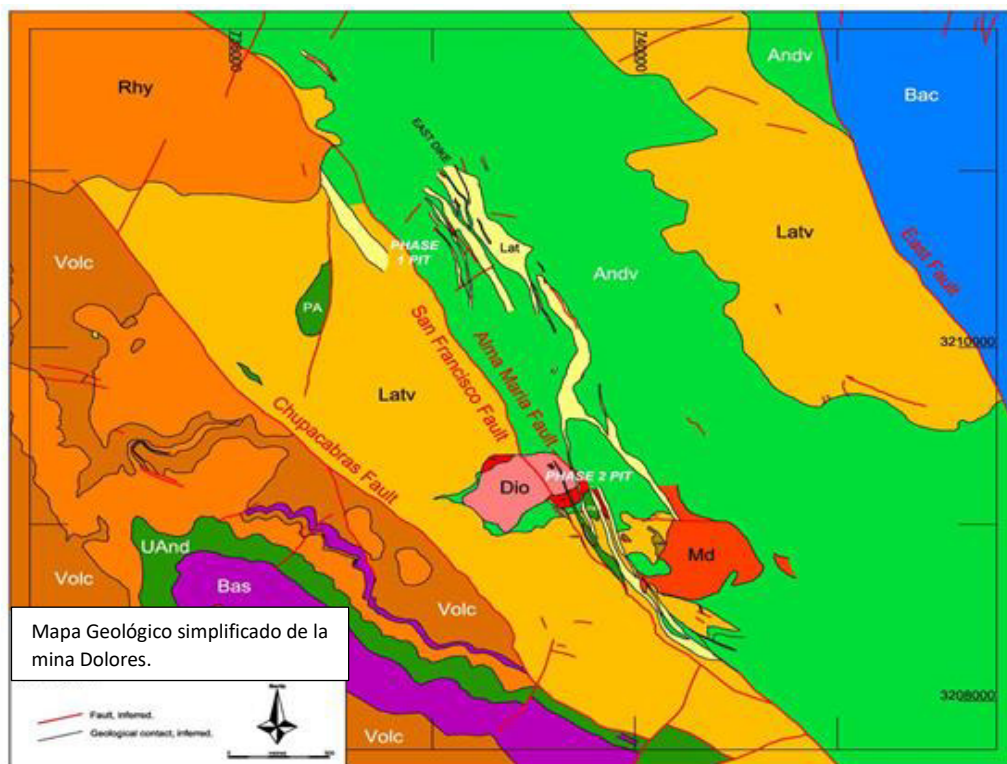 Rhy
Andv
Bac
740000
EAST DIKE
Latv
Volc
PHASE
1 PIT
Lat
Andv
East Fault
PA
3210000
San Francisco Fault
Alma Maria Fault
Latv
Chupacabras Fault
PHASE 2 PIT
Dio
UAnd
Md
Volc
Bas
Volc
Mapa Geológico simplificado de la
mina Dolores.
3208000
Fault, inferred.
Geological contact, inferred.
Volc